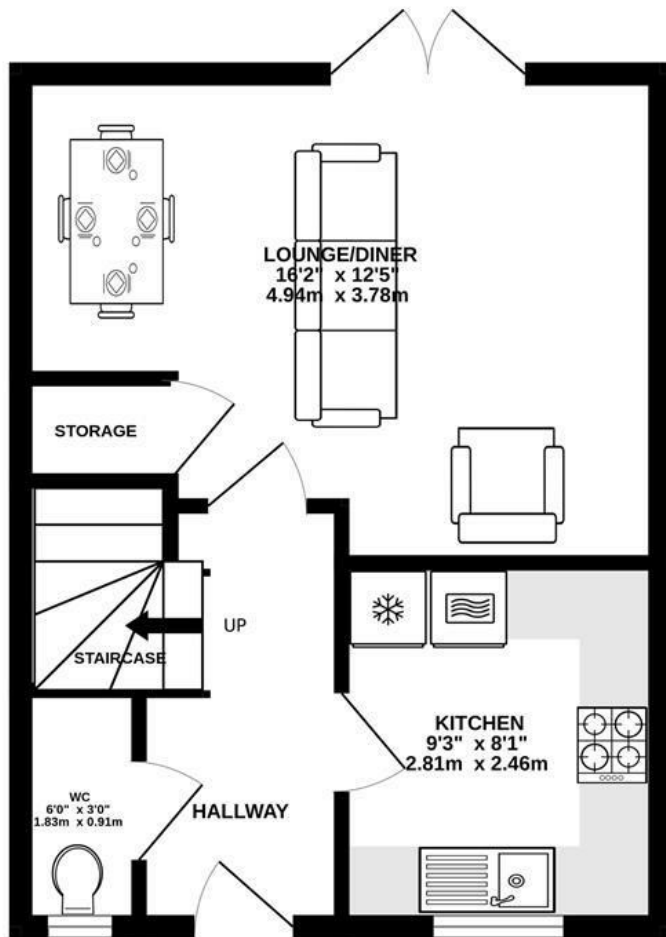 LOUNGE/DINER
16'2" x 12'5"
4.94m x 3.78m
STORAGE
UP
STAIRCASE
KITCHEN
9'3" x 8'1"
2.81m x 2.46m
WC
6'0" x 3'0"
1.83m x 0.91m
HALLWAY